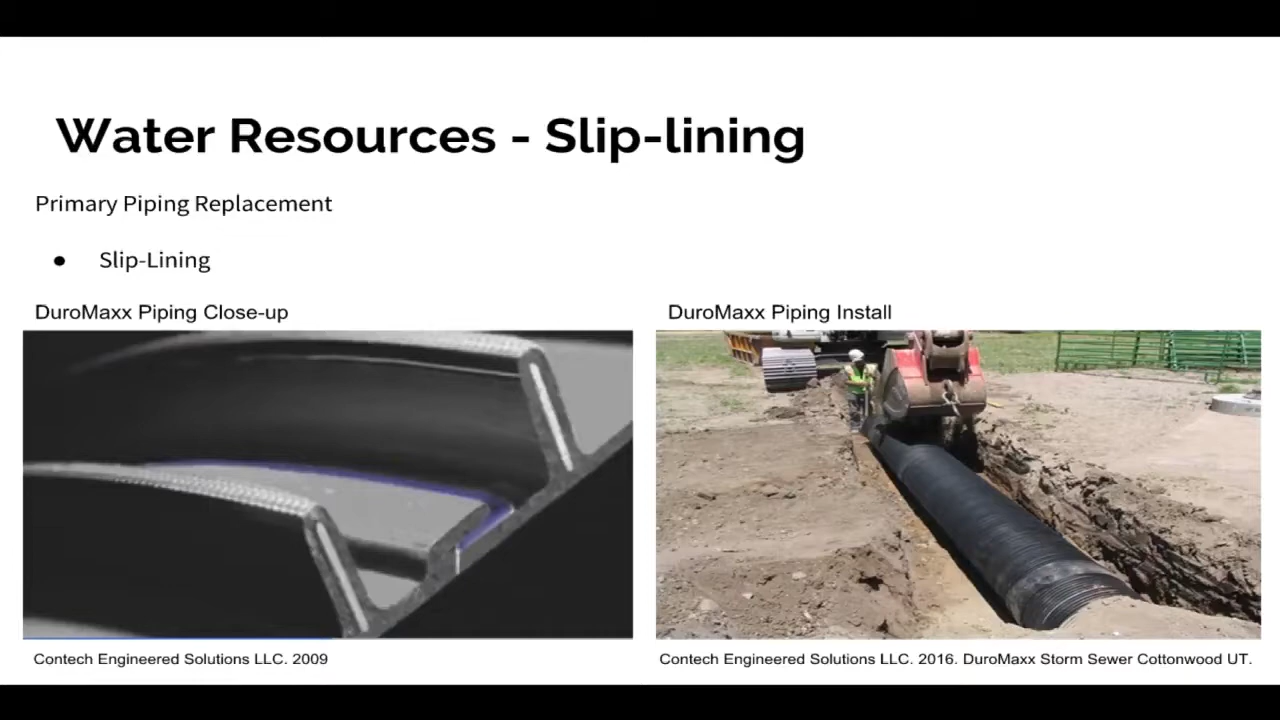 Water Resources - Slip-lining
Primary Piping Replacement
● Slip-Lining
DuroMaxx Piping Close-up
DuroMaxx Piping Install
Contech Engineered Solutions LLC. 2009
Contech Engineered Solutions LLC. 2016. DuroMaxx Storm Sewer Cottonwood UT.